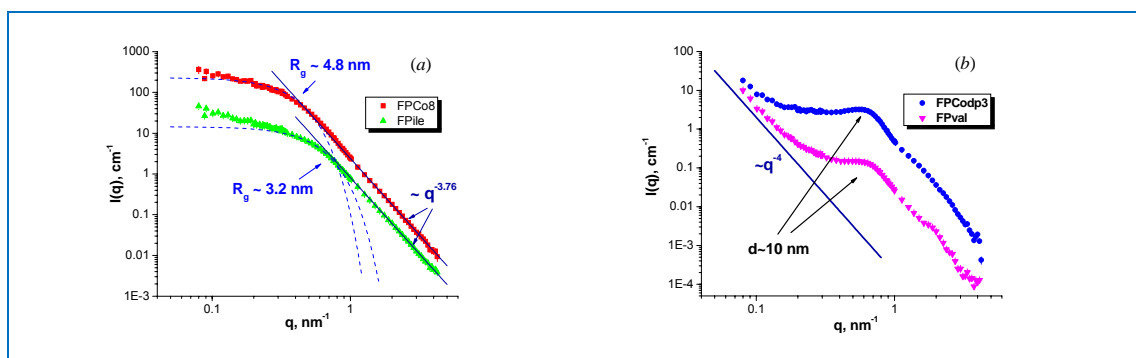 (a)
1000
100
10
1
0.1
0.01
1E-3
I(q), cm⁻¹
R_g ~ 4.8 nm
FPCo8
FPile
R_g ~ 3.2 nm
~ q^-3.76
0.1
1
q, nm⁻¹
(b)
100
10
1
0.1
0.01
1E-3
1E-4
I(q), cm⁻¹
FPCodp3
FPval
~q⁻⁴
d~10 nm
0.1
1
q, nm⁻¹